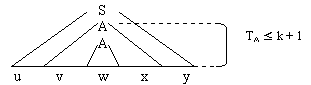 S
A
T_A ≤ k + 1
A
u v w x y